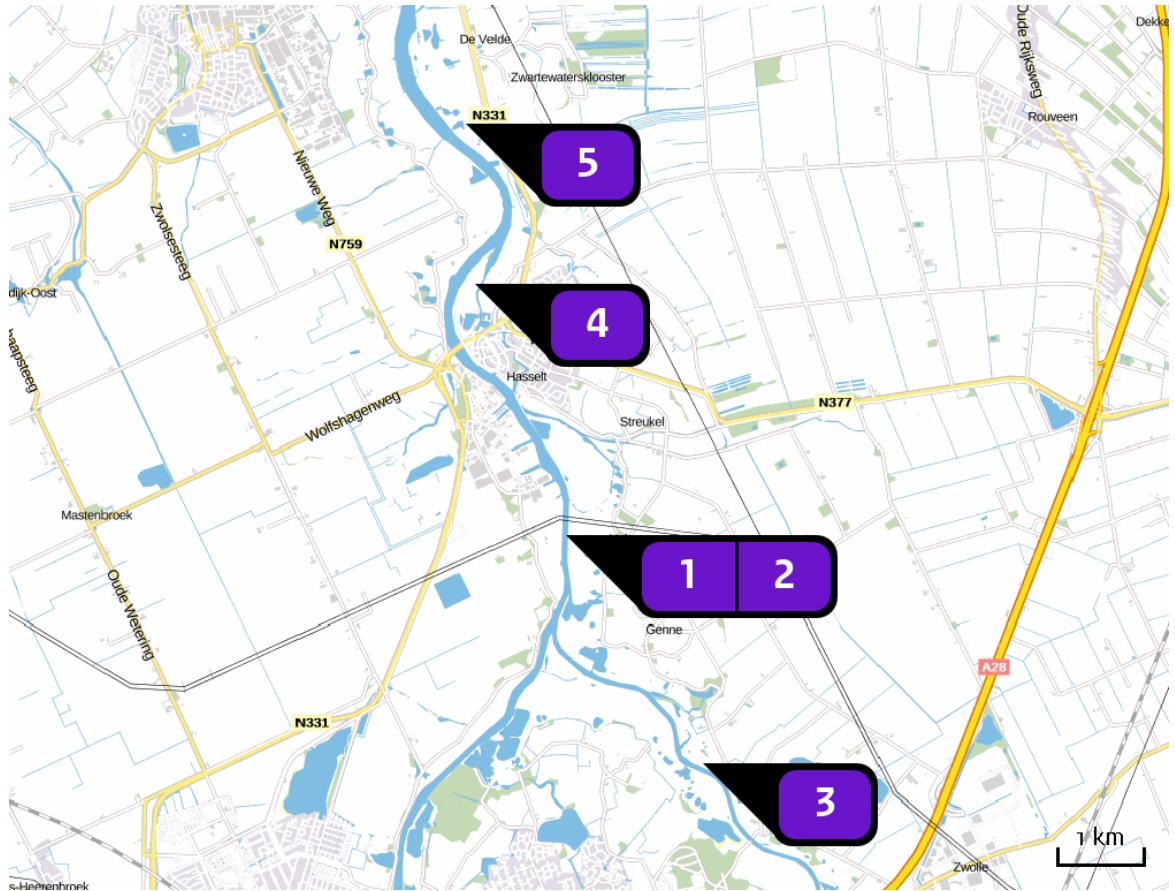 De Velde
Dekke
Oude Rijksweg
Zwartewatersklooster
N331
Rouveen
5
Nieuwe Weg
Zwolsesteeg
N759
dijk-Oost
4
Hasselt
N377
Streukel
Wolfshagenweg
Mastenbroek
1 2
Oude Wetering
Genne
A28
N331
3
1 km
Zwolle
s-Heerenbroek